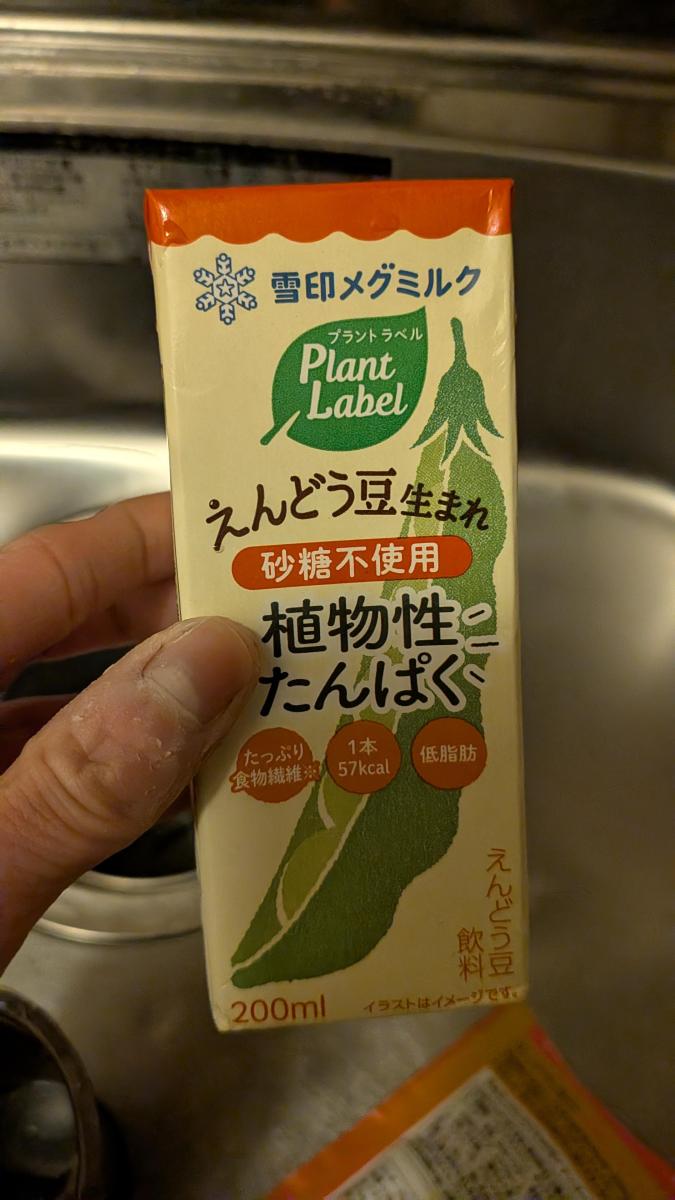 雪印メグミルク
プラントラベル
Plant
Label
えんどう豆生まれ
砂糖不使用
植物性
たんぱく
たっぷり
食物繊維※
1本
57kcal
低脂肪
えんどう豆
飲料
200ml
イラストはイメージです。